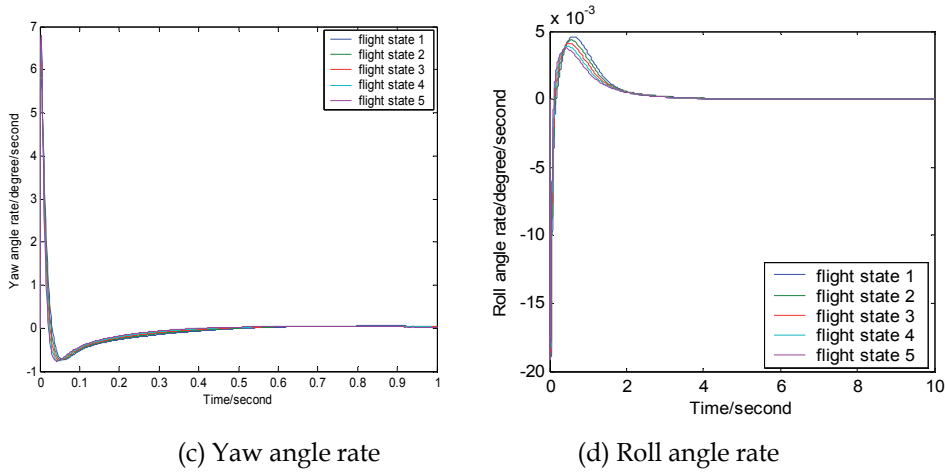 7
6
5
4
3
2
1
0
-1
Yaw angle rate/degree/second
flight state 1
flight state 2
flight state 3
flight state 4
flight state 5
0 0.1 0.2 0.3 0.4 0.5 0.6 0.7 0.8 0.9 1
Time/second
(c) Yaw angle rate
x 10⁻³
5
0
-5
-10
-15
-20
Roll angle rate/degree/second
flight state 1
flight state 2
flight state 3
flight state 4
flight state 5
0 2 4 6 8 10
Time/second
(d) Roll angle rate